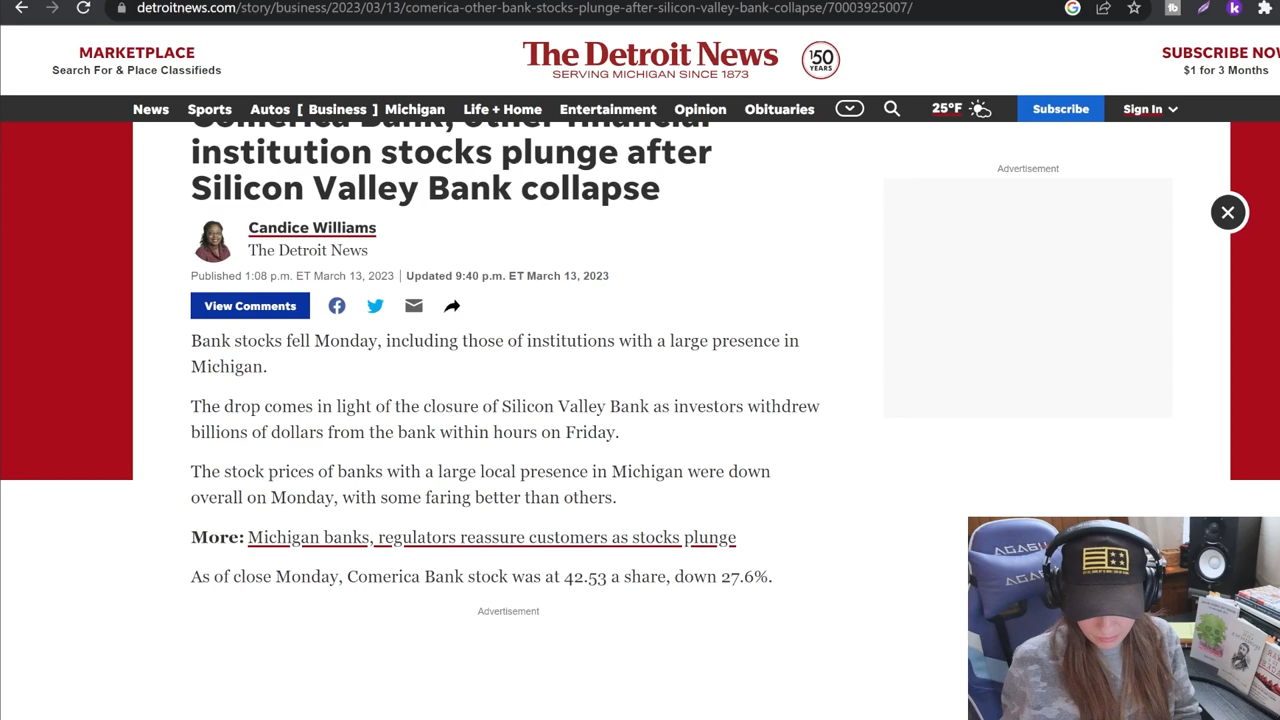 detroitnews.com/story/business/2023/03/13/comerica-other-bank-stocks-plunge-after-silicon-valley-bank-collapse/70003925007/
MARKETPLACE
Search For & Place Classifieds
The Detroit News
SERVING MICHIGAN SINCE 1873
150
YEARS
SUBSCRIBE NOW
$1 for 3 Months
News Sports Autos [ Business ] Michigan Life + Home Entertainment Opinion Obituaries 25°F Subscribe Sign In
Comerica Bank, other financial
institution stocks plunge after
Silicon Valley Bank collapse
Candice Williams
The Detroit News
Published 1:08 p.m. ET March 13, 2023 | Updated 9:40 p.m. ET March 13, 2023
View Comments
Advertisement
Bank stocks fell Monday, including those of institutions with a large presence in
Michigan.
The drop comes in light of the closure of Silicon Valley Bank as investors withdrew
billions of dollars from the bank within hours on Friday.
The stock prices of banks with a large local presence in Michigan were down
overall on Monday, with some faring better than others.
More: Michigan banks, regulators reassure customers as stocks plunge
As of close Monday, Comerica Bank stock was at 42.53 a share, down 27.6%.
Advertisement